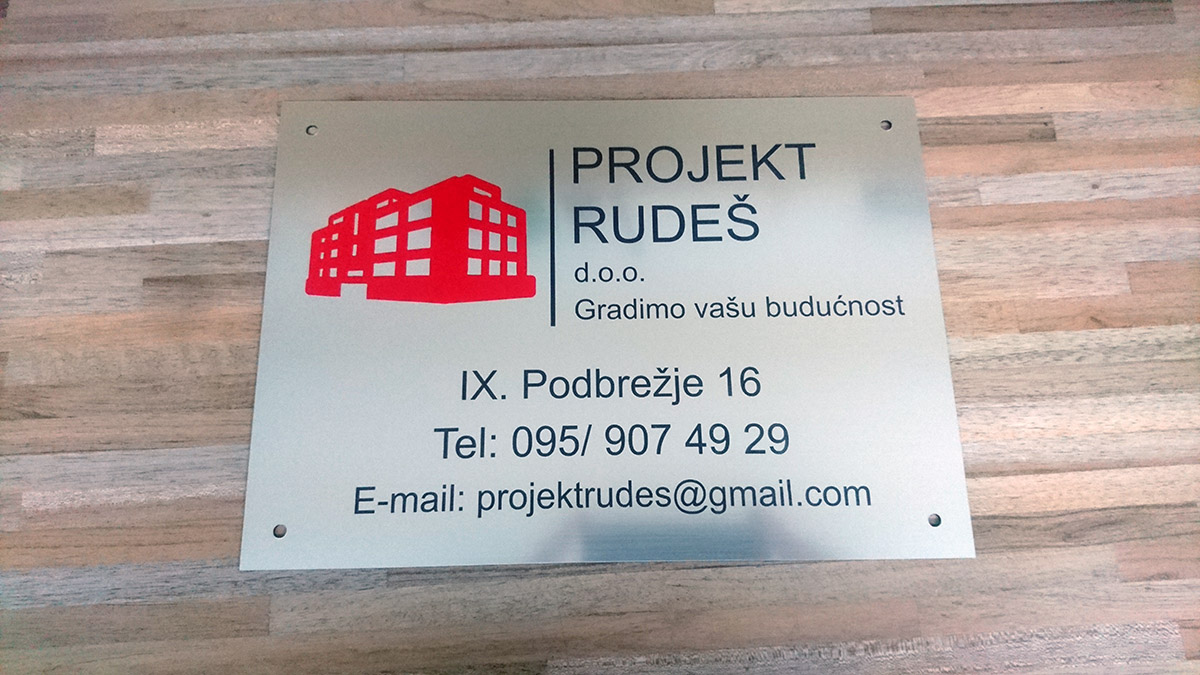 PROJEKT
RUDEŠ
d.o.o.
Gradimo vašu budućnost
IX. Podbrežje 16
Tel: 095/ 907 49 29
E-mail: projektrudes@gmail.com